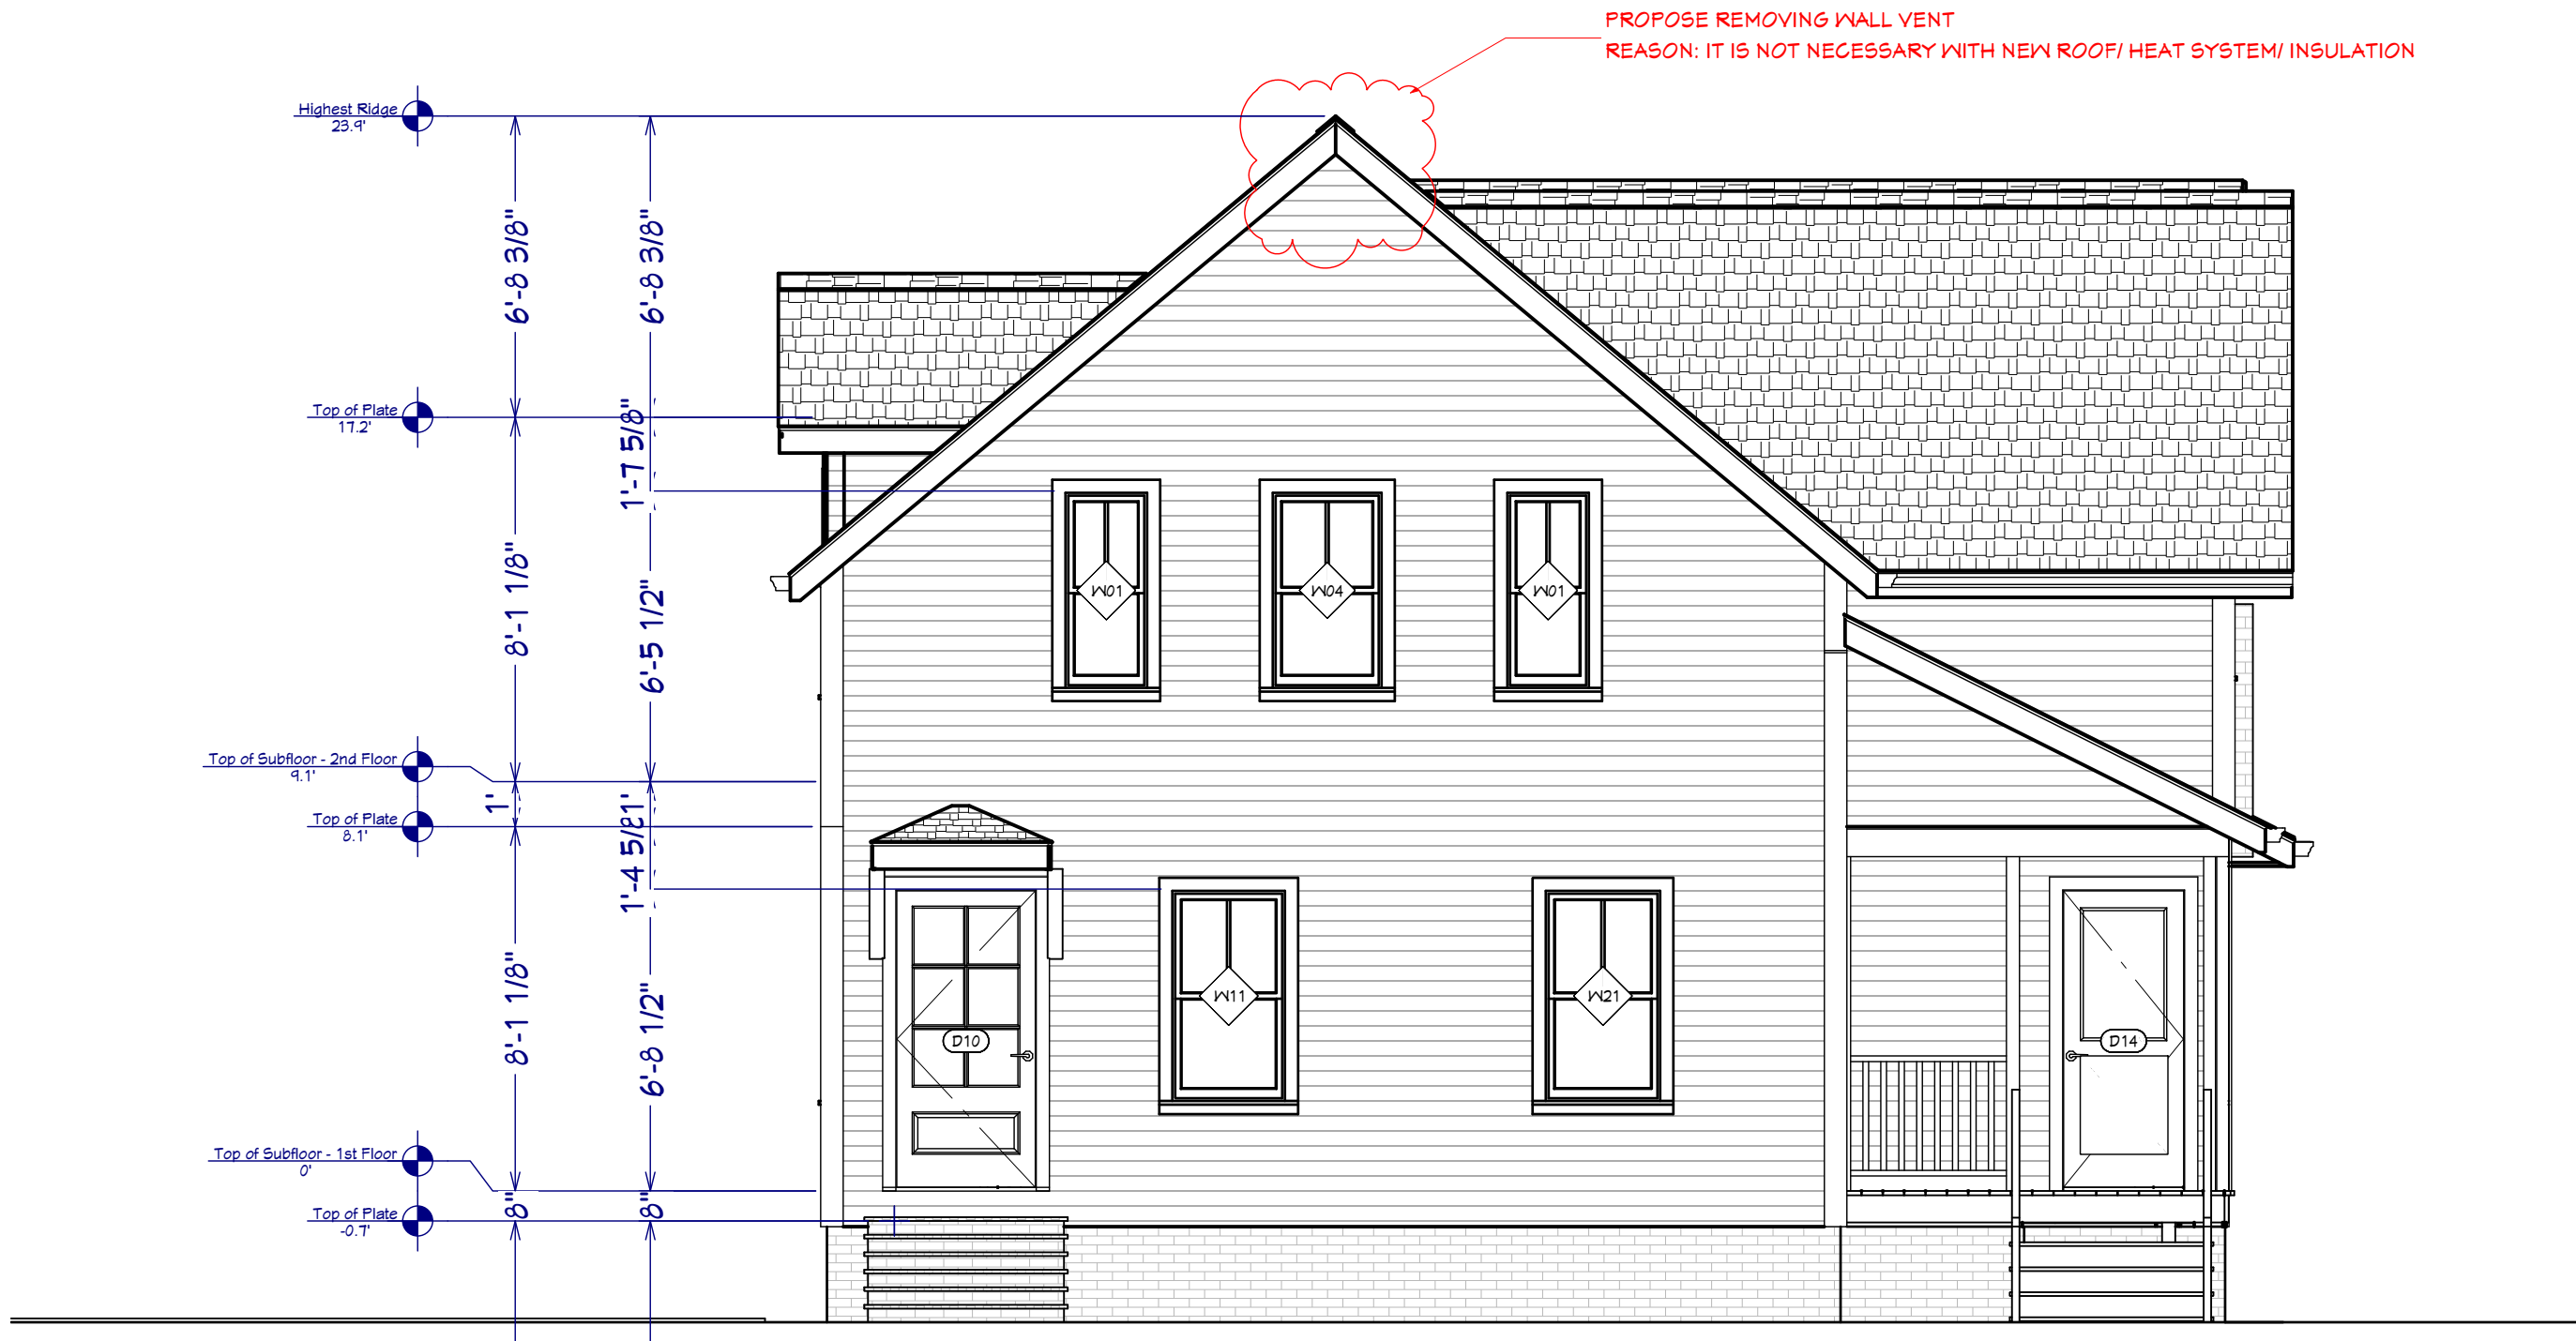 PROPOSE REMOVING WALL VENT
REASON: IT IS NOT NECESSARY WITH NEW ROOF/ HEAT SYSTEM/ INSULATION
Highest Ridge
23.9'
6'-8 3/8"
6'-8 3/8"
Top of Plate
17.2'
1'-7 5/8"
8'-1 1/8"
6'-5 1/2"
W01
W04
W01
Top of Subfloor - 2nd Floor
9.1'
1'
1'
Top of Plate
8.1'
1'-4 5/8"
8'-1 1/8"
6'-8 1/2"
W11
W21
D10
D14
Top of Subfloor - 1st Floor
0'
8"
8"
Top of Plate
-0.7'